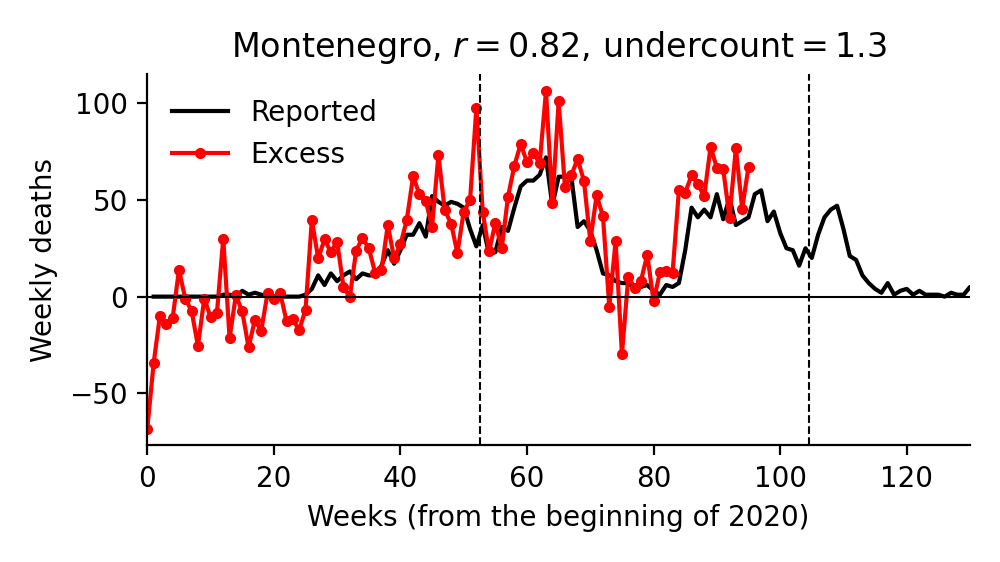 Montenegro, r = 0.82, undercount = 1.3
100
50
0
−50
Weekly deaths
Reported
Excess
0 20 40 60 80 100 120
Weeks (from the beginning of 2020)